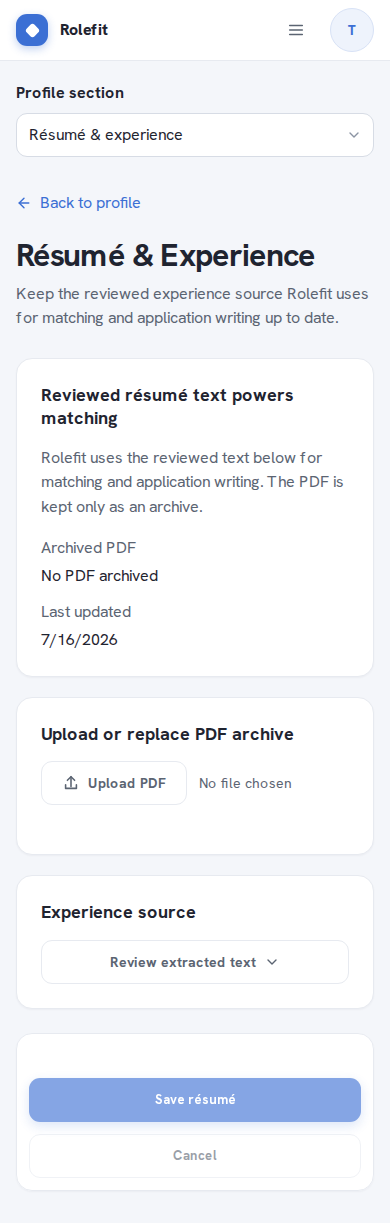 Rolefit
T
Profile section
Résumé & experience
Back to profile
Résumé & Experience
Keep the reviewed experience source Rolefit uses
for matching and application writing up to date.
Reviewed résumé text powers
matching
Rolefit uses the reviewed text below for
matching and application writing. The PDF is
kept only as an archive.
Archived PDF
No PDF archived
Last updated
7/16/2026
Upload or replace PDF archive
Upload PDF
No file chosen
Experience source
Review extracted text
Save résumé
Cancel